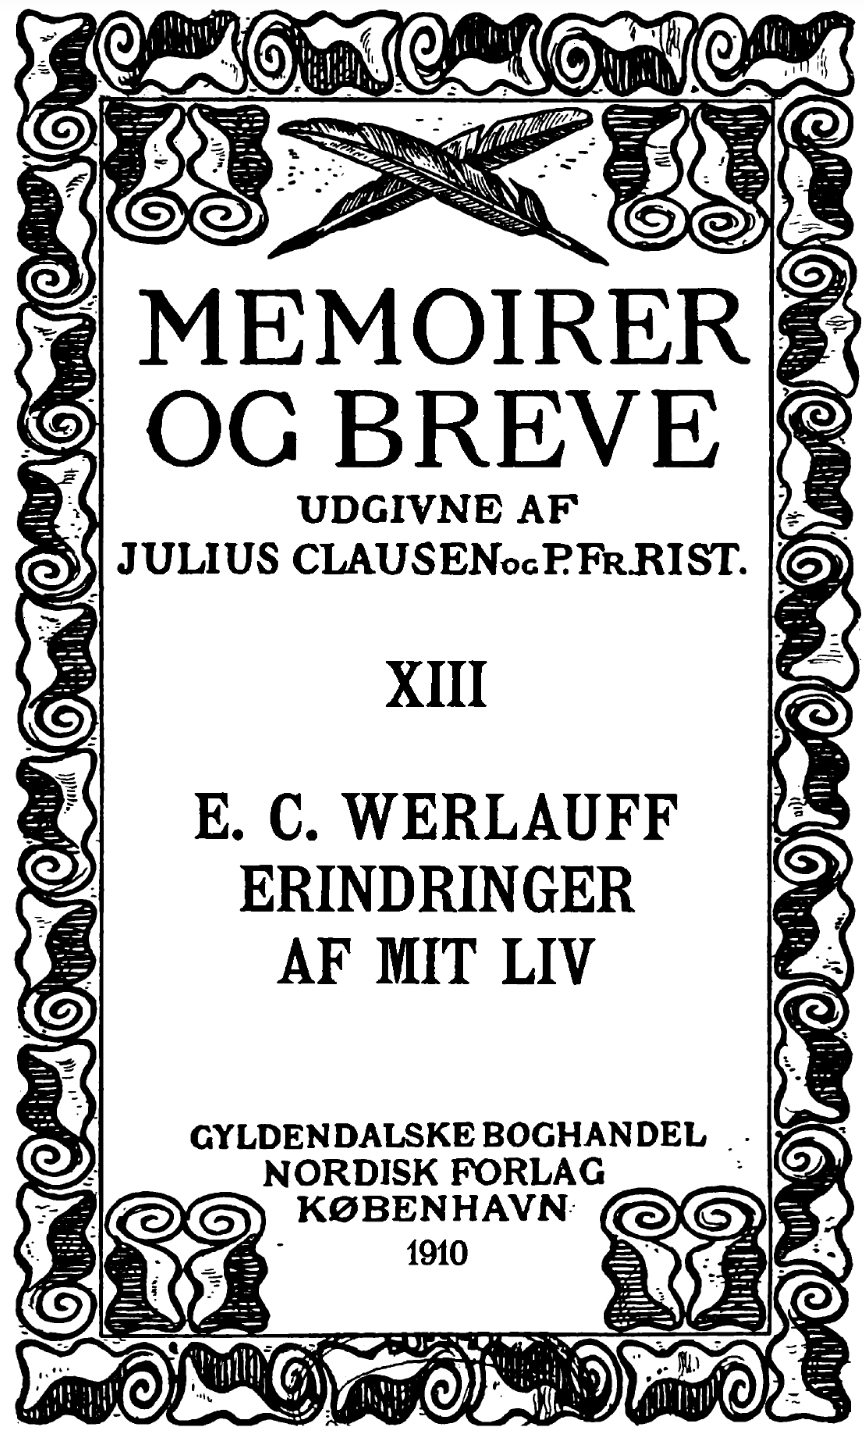 MEMOIRER
OG BREVE
UDGIVNE AF
JULIUS CLAUSEN OG P. FR. RIST.
XIII
E. C. WERLAUFF
ERINDRINGER
AF MIT LIV
GYLDENDALSKE BOGHANDEL
NORDISK FORLAG
KØBENHAVN
1910